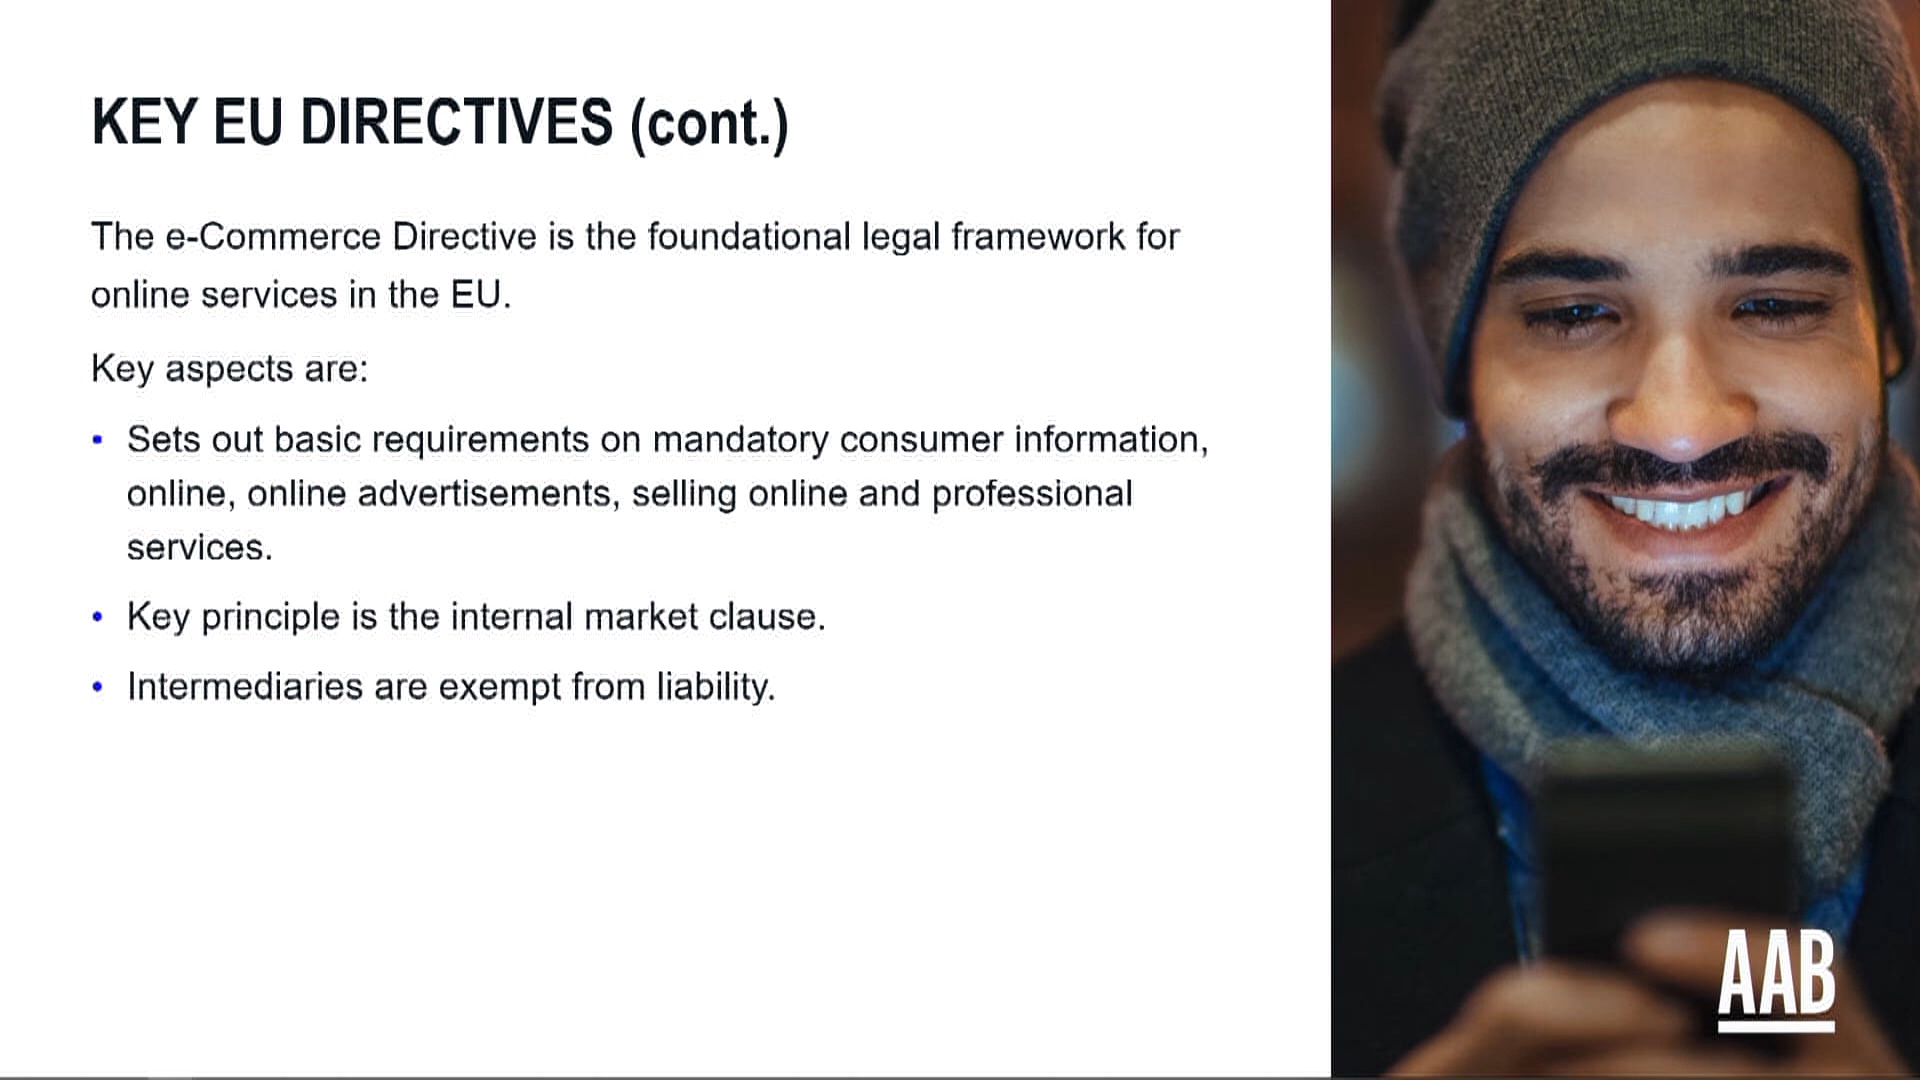 KEY EU DIRECTIVES (cont.)
The e-Commerce Directive is the foundational legal framework for
online services in the EU.
Key aspects are:
• Sets out basic requirements on mandatory consumer information,
online, online advertisements, selling online and professional
services.
• Key principle is the internal market clause.
• Intermediaries are exempt from liability.
AAB